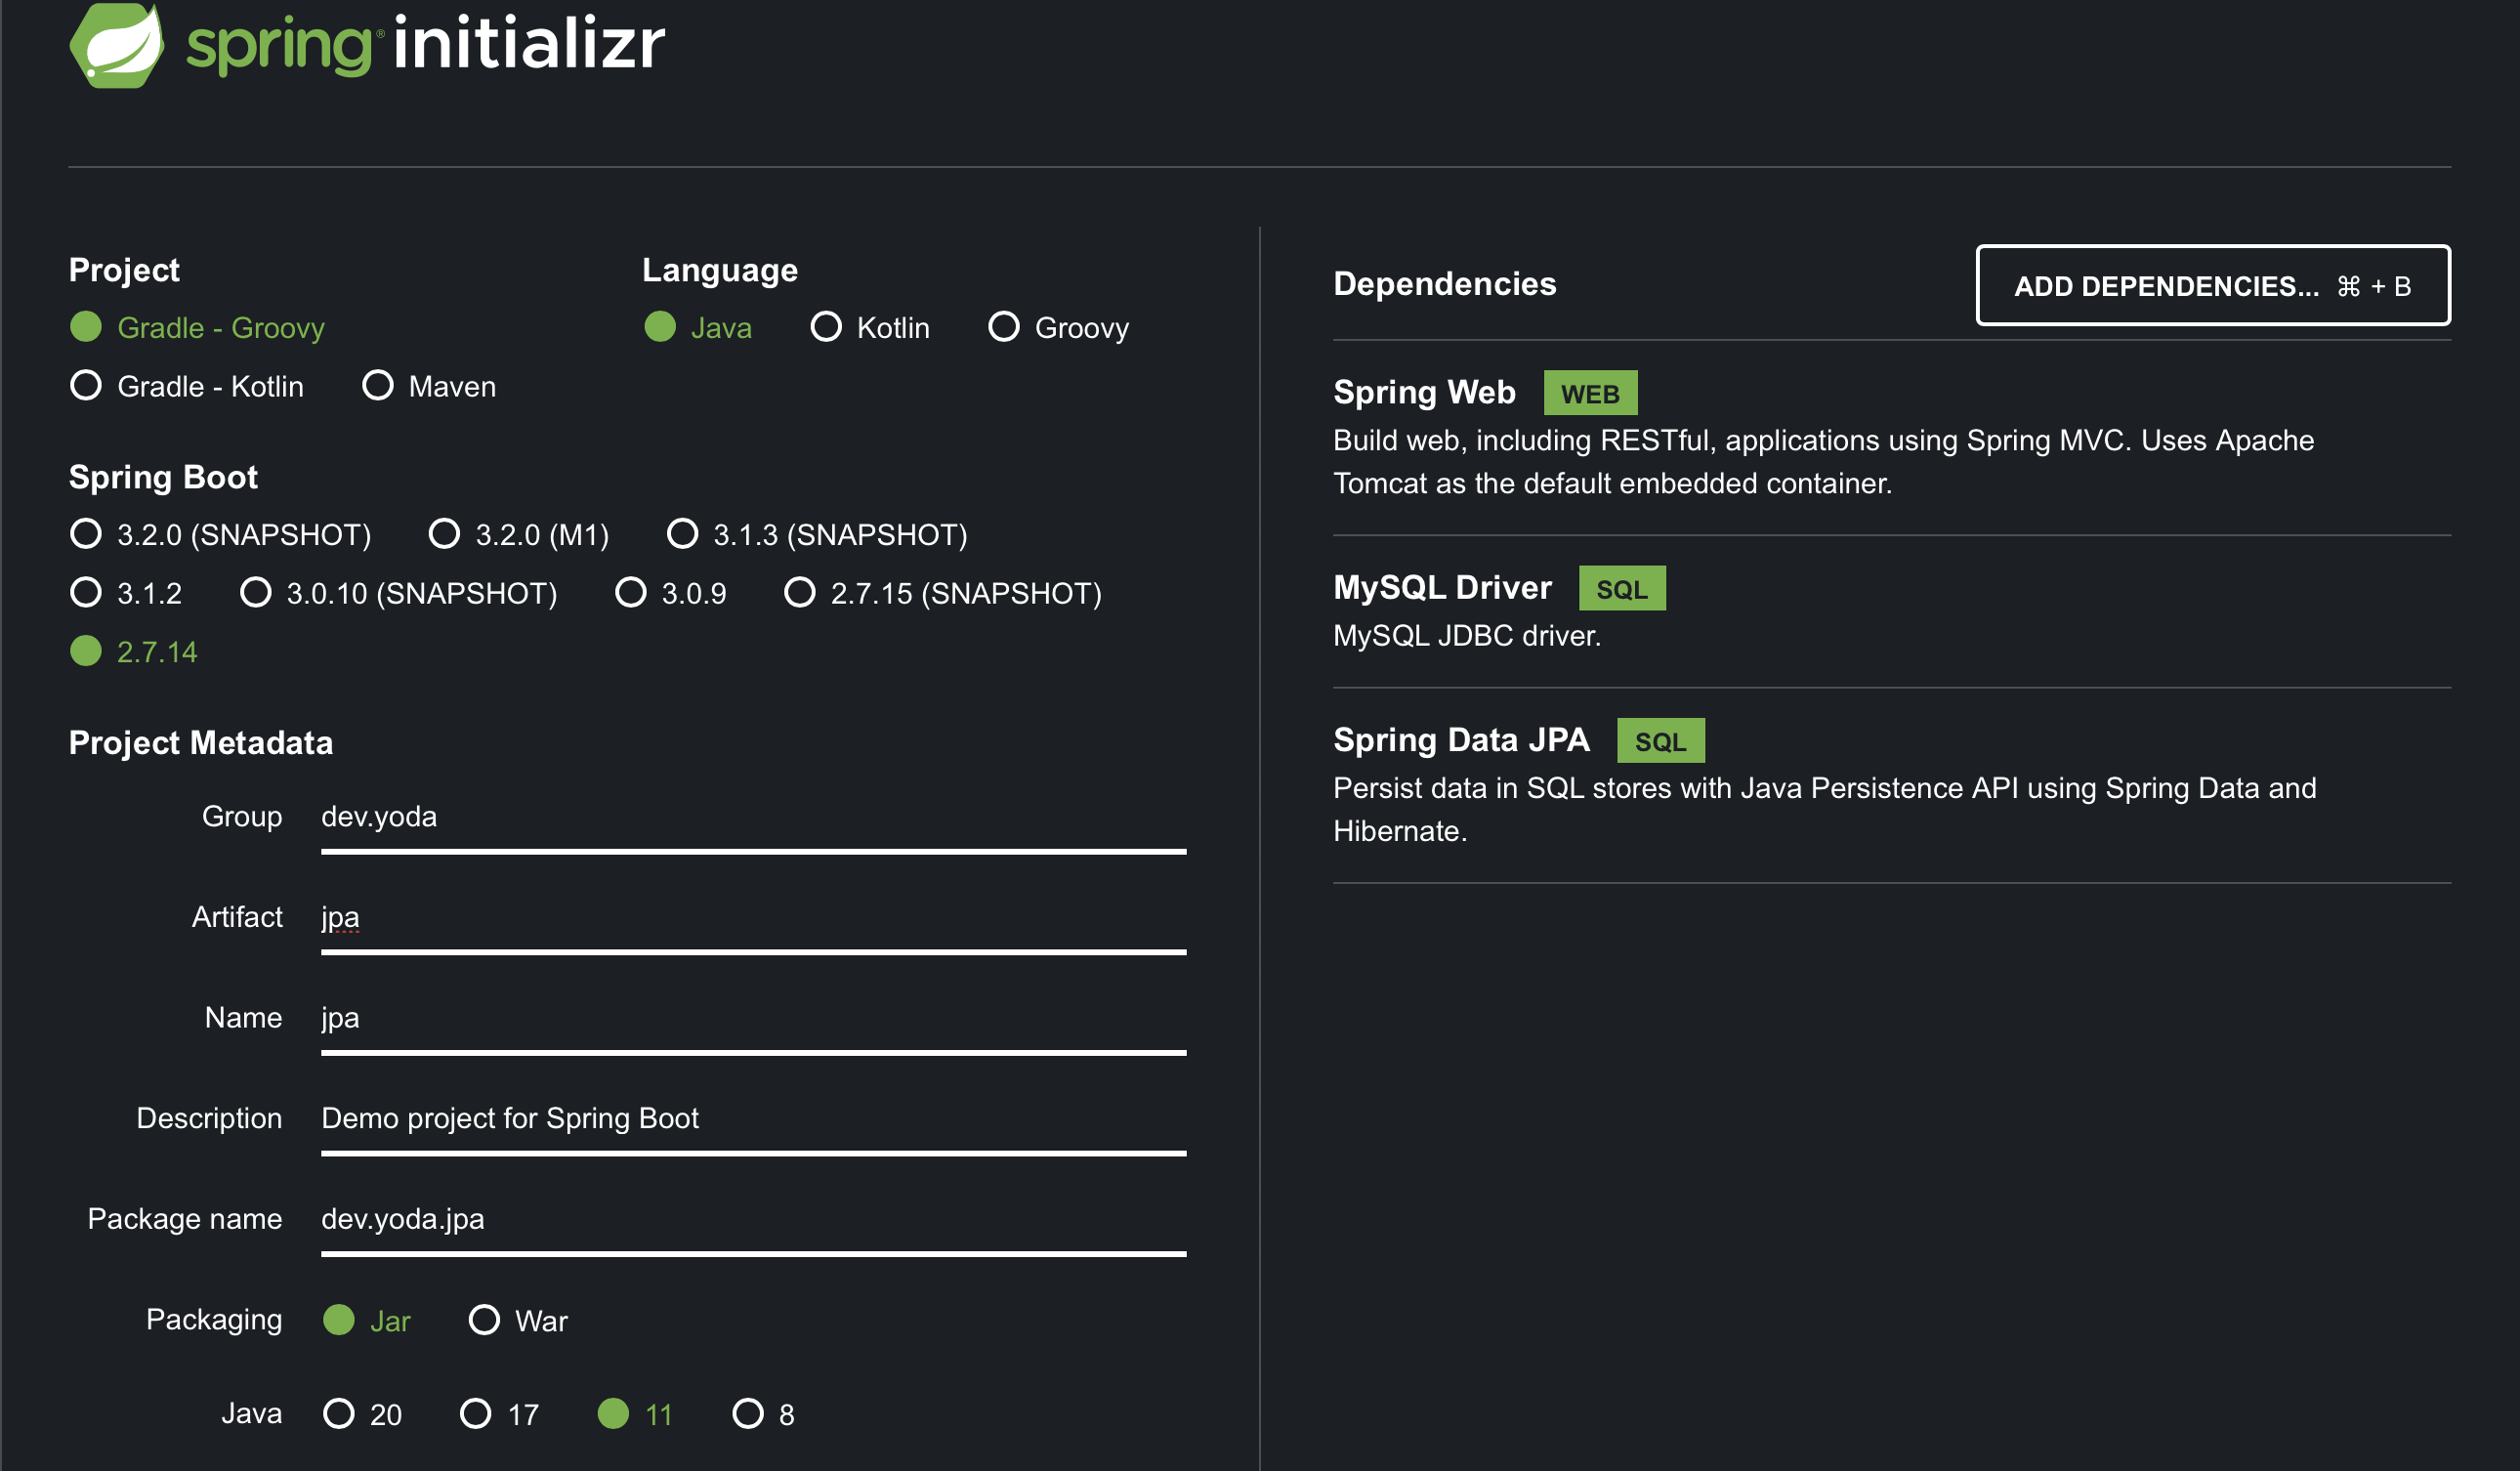 spring® initializr
Project
Gradle - Groovy
Gradle - Kotlin Maven
Language
Java Kotlin Groovy
Spring Boot
3.2.0 (SNAPSHOT) 3.2.0 (M1) 3.1.3 (SNAPSHOT)
3.1.2 3.0.10 (SNAPSHOT) 3.0.9 2.7.15 (SNAPSHOT)
2.7.14
Project Metadata
Group dev.yoda
Artifact jpa
Name jpa
Description Demo project for Spring Boot
Package name dev.yoda.jpa
Packaging Jar War
Java 20 17 11 8
Dependencies
ADD DEPENDENCIES... ⌘ + B
Spring Web WEB
Build web, including RESTful, applications using Spring MVC. Uses Apache
Tomcat as the default embedded container.
MySQL Driver SQL
MySQL JDBC driver.
Spring Data JPA SQL
Persist data in SQL stores with Java Persistence API using Spring Data and
Hibernate.